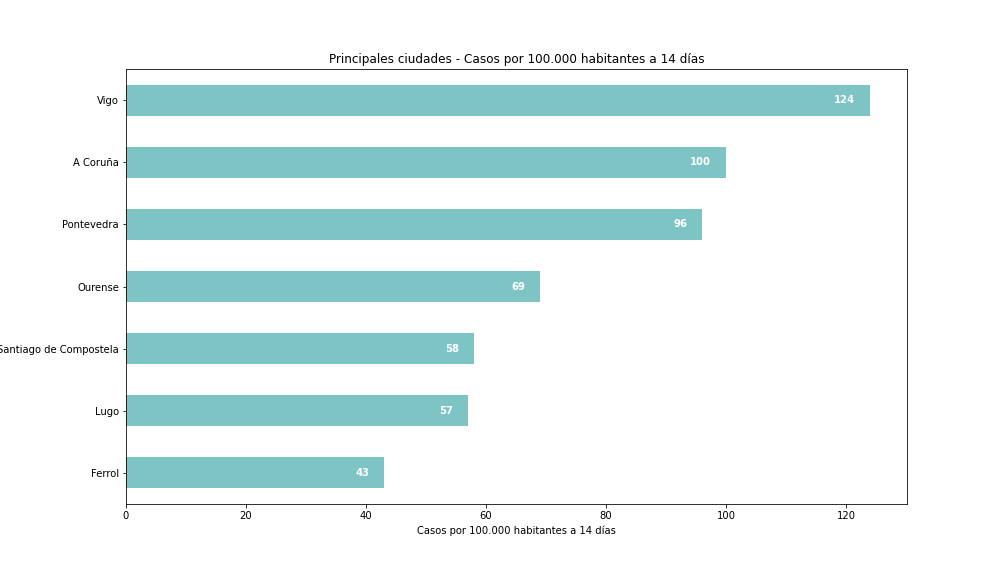 Principales ciudades - Casos por 100.000 habitantes a 14 días
Vigo 124
A Coruña 100
Pontevedra 96
Ourense 69
Santiago de Compostela 58
Lugo 57
Ferrol 43
0 20 40 60 80 100 120
Casos por 100.000 habitantes a 14 días